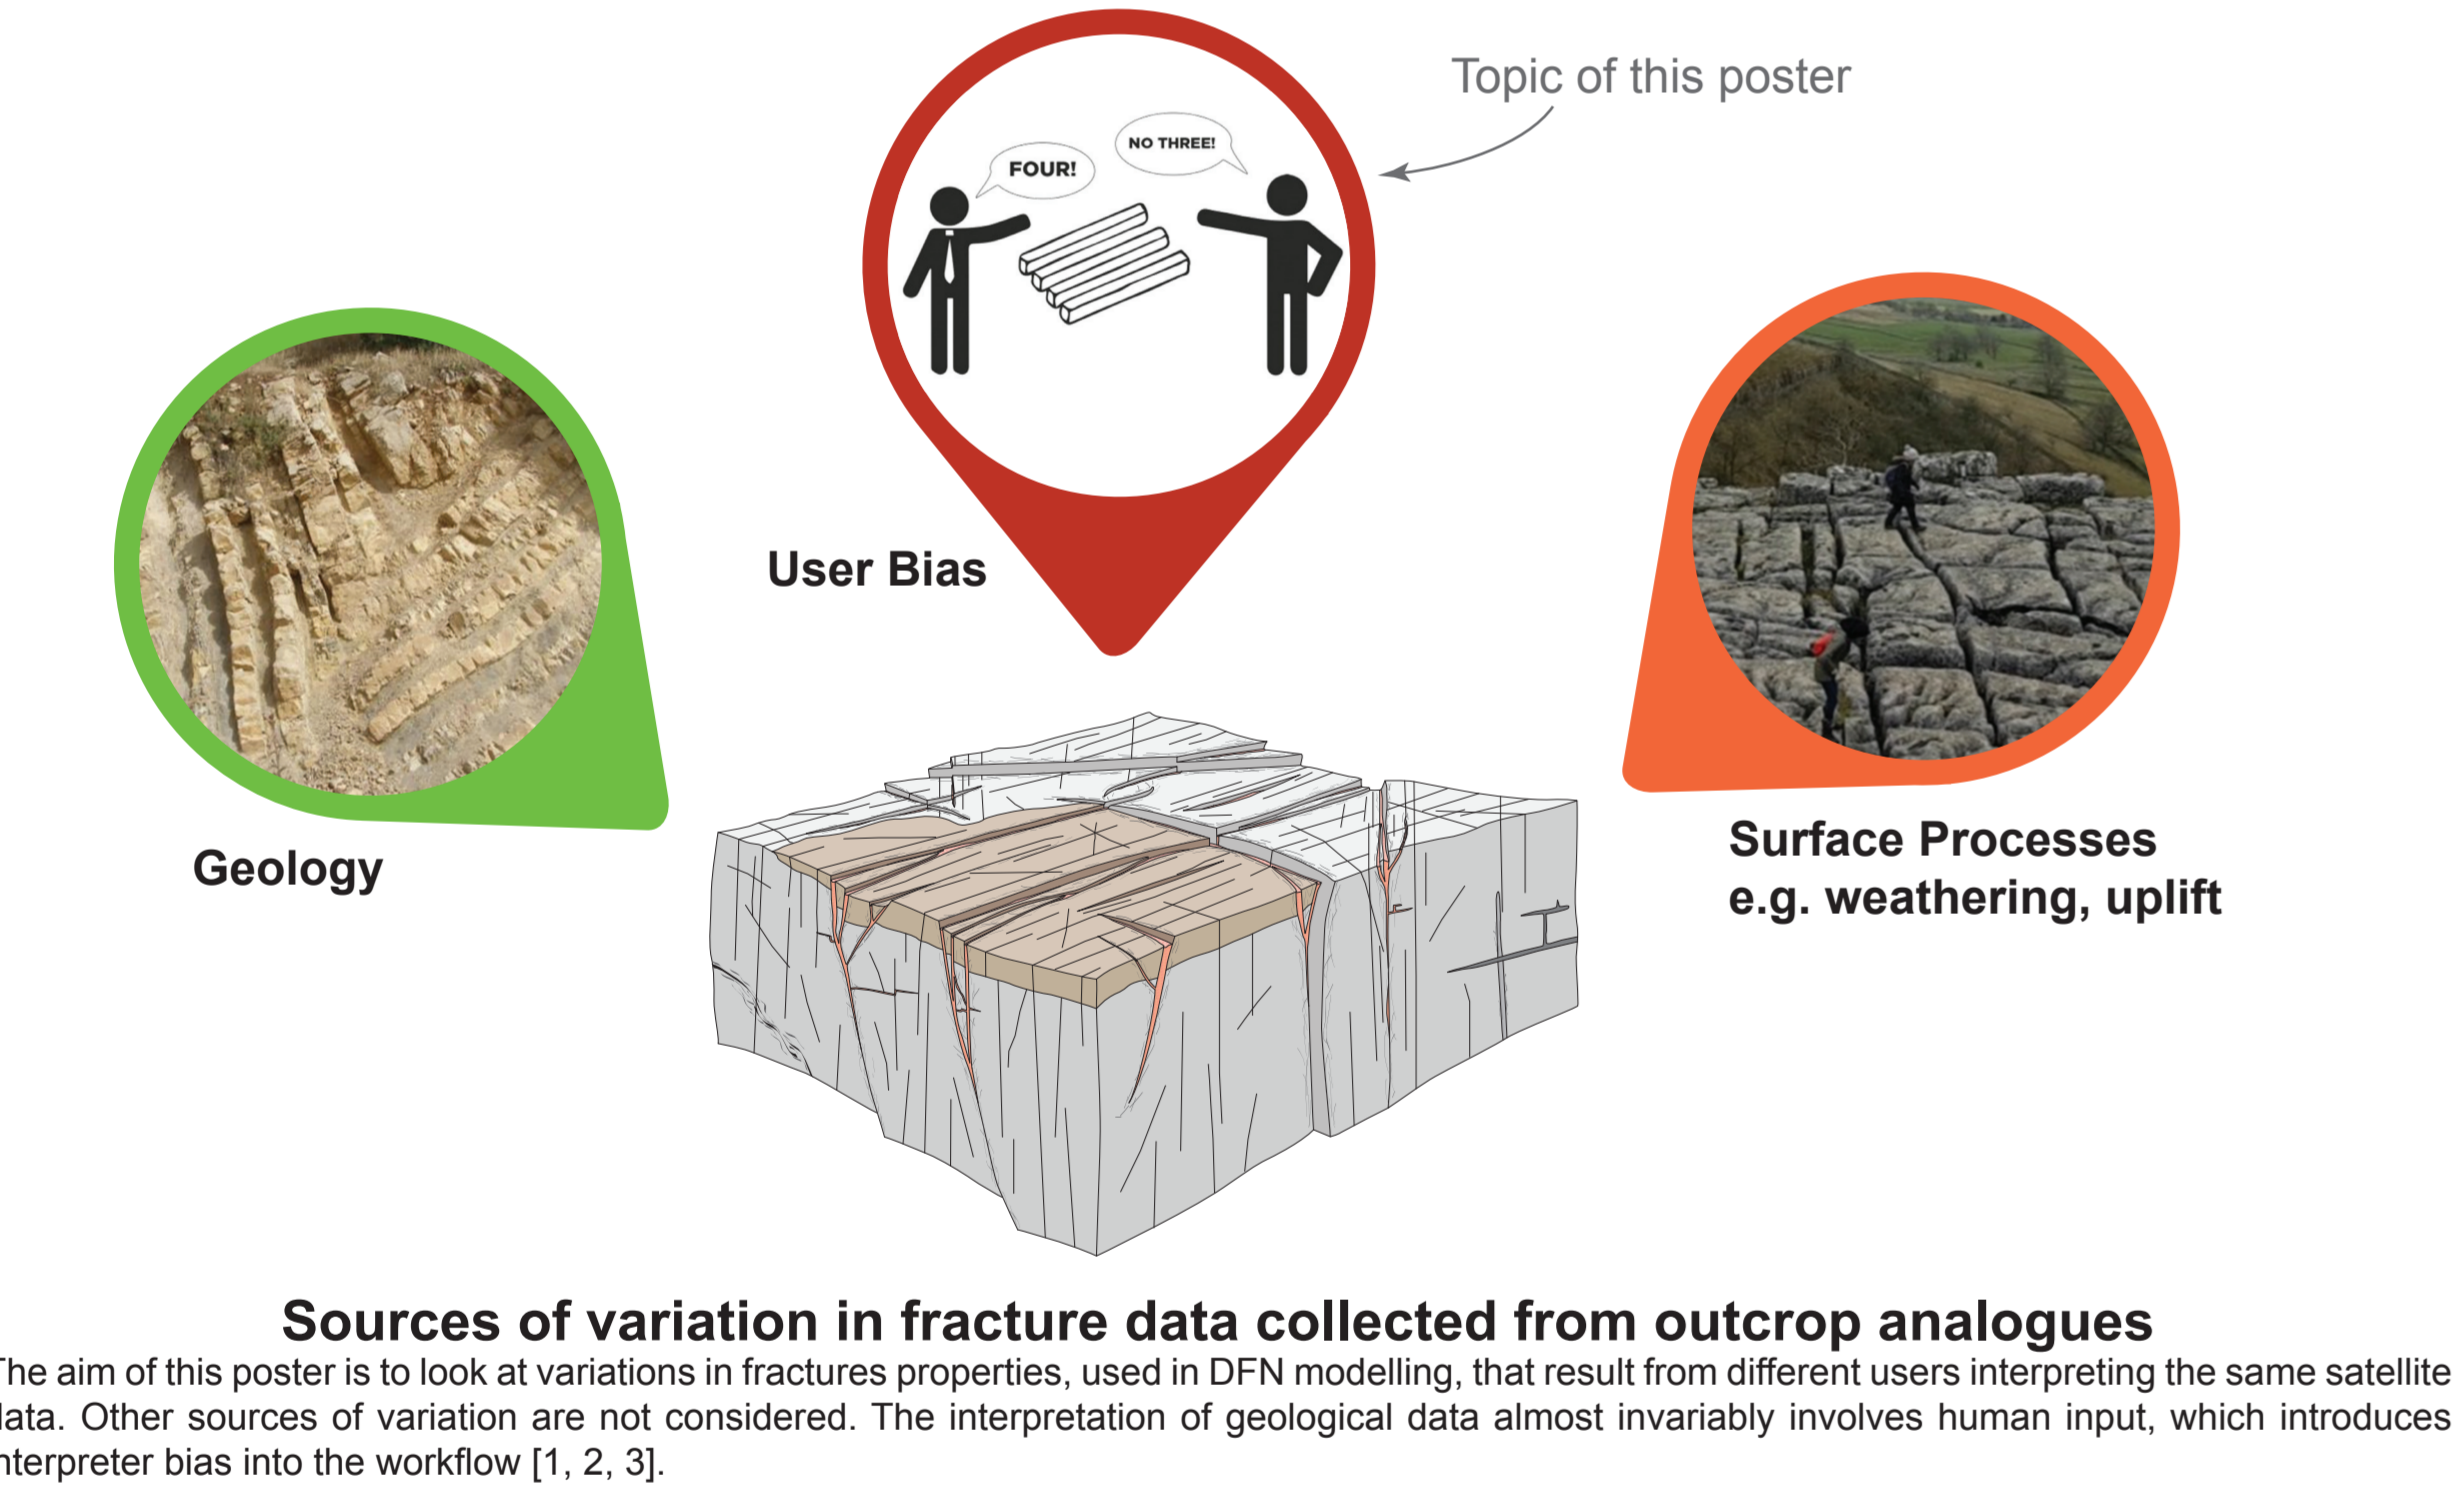 Topic of this poster
FOUR!
NO THREE!
User Bias
Geology
Surface Processes
e.g. weathering, uplift
Sources of variation in fracture data collected from outcrop analogues
The aim of this poster is to look at variations in fractures properties, used in DFN modelling, that result from different users interpreting the same satellite
data. Other sources of variation are not considered. The interpretation of geological data almost invariably involves human input, which introduces
interpreter bias into the workflow [1, 2, 3].